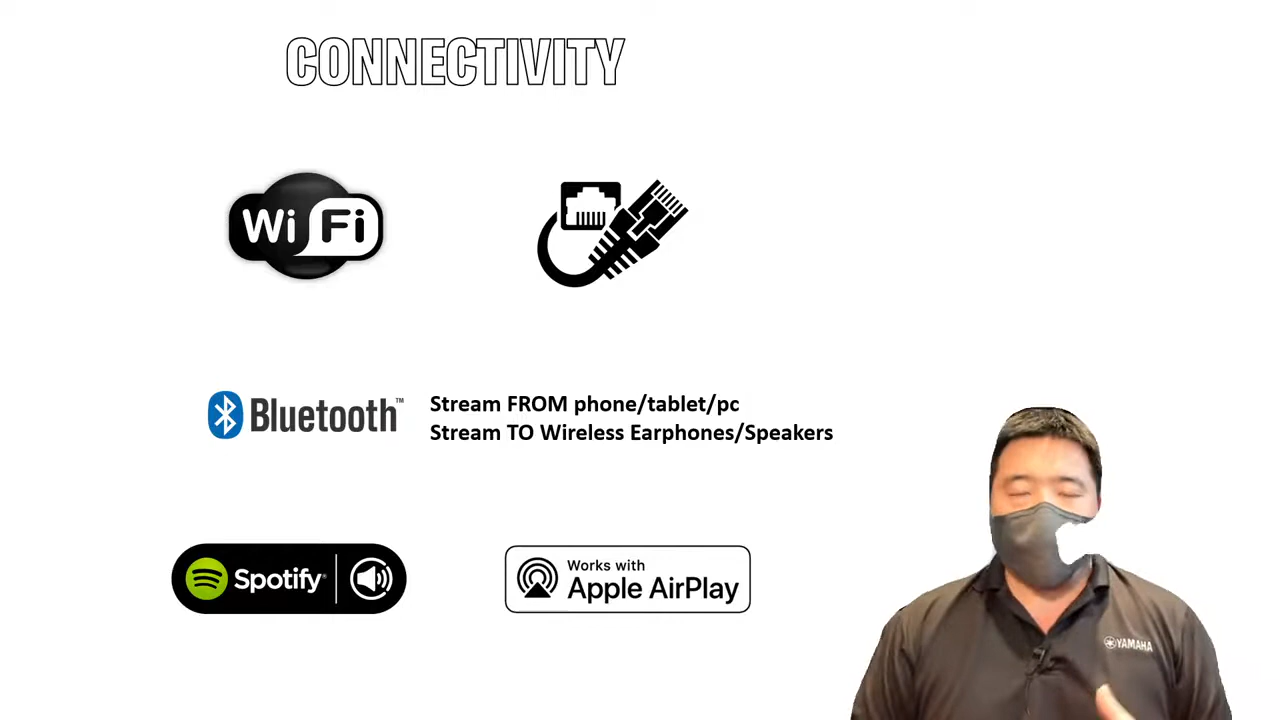 CONNECTIVITY
Wi Fi
Bluetooth™
Stream FROM phone/tablet/pc
Stream TO Wireless Earphones/Speakers
Spotify®
Works with
Apple AirPlay
YAMAHA